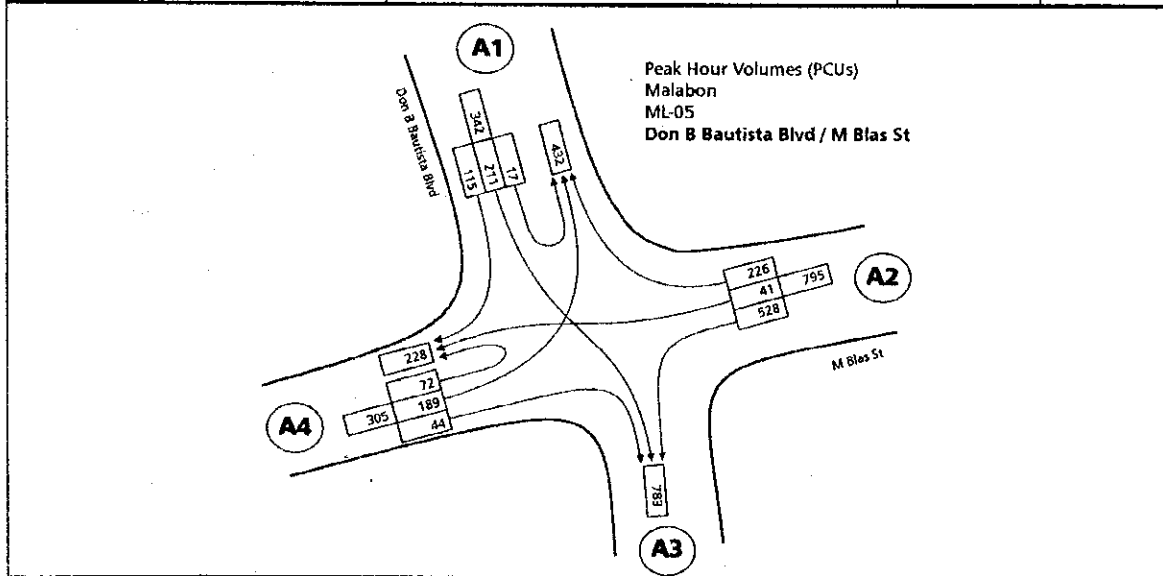 A1
Peak Hour Volumes (PCUs)
Malabon
ML-05
Don B Bautista Blvd / M Blas St
Don B Bautista Blvd
342
115
211
17
432
226
41
528
795
A2
M Blas St
228
72
189
44
305
A4
783
A3